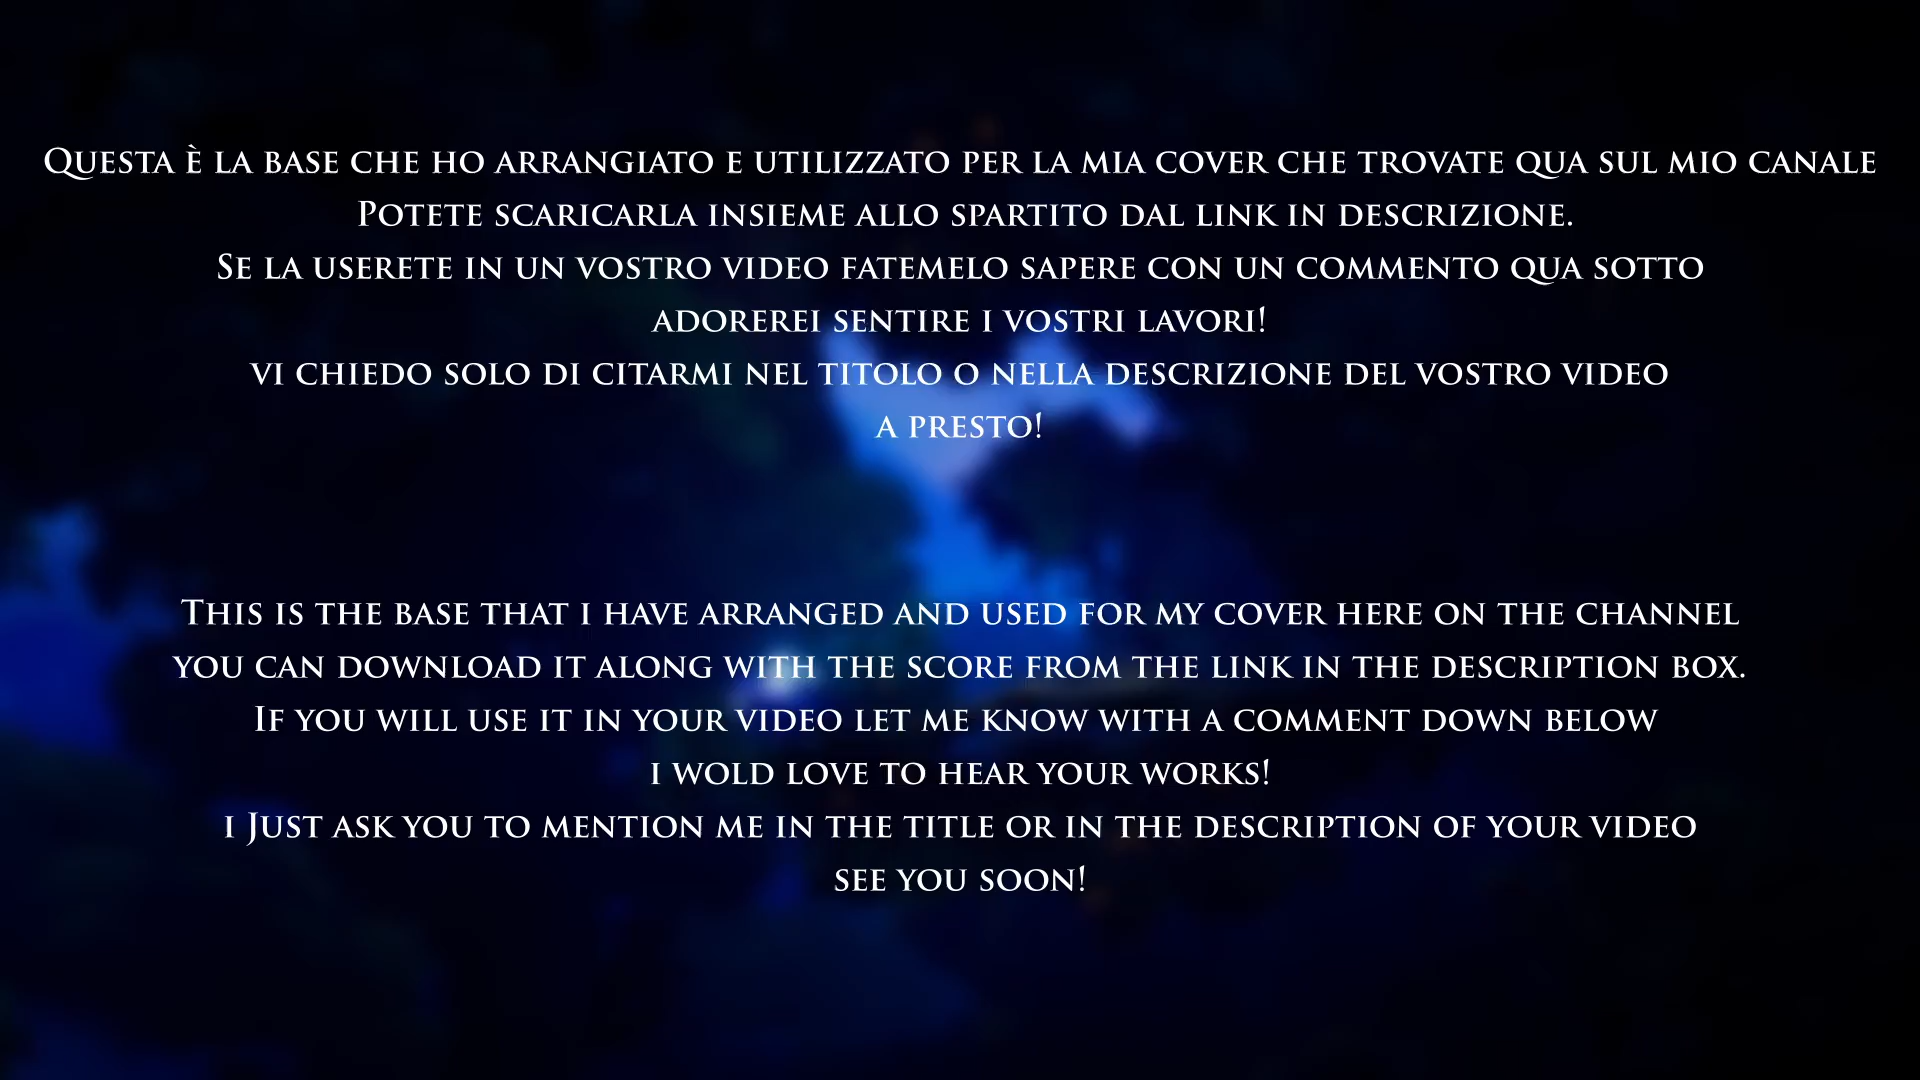 Questa è la base che ho arrangiato e utilizzato per la mia cover che trovate qua sul mio canale
Potete scaricarla insieme allo spartito dal link in descrizione.
Se la userete in un vostro video fatemelo sapere con un commento qua sotto
adorerei sentire i vostri lavori!
vi chiedo solo di citarmi nel titolo o nella descrizione del vostro video
a presto!
This is the base that i have arranged and used for my cover here on the channel
you can download it along with the score from the link in the description box.
If you will use it in your video let me know with a comment down below
i wold love to hear your works!
i Just ask you to mention me in the title or in the description of your video
see you soon!